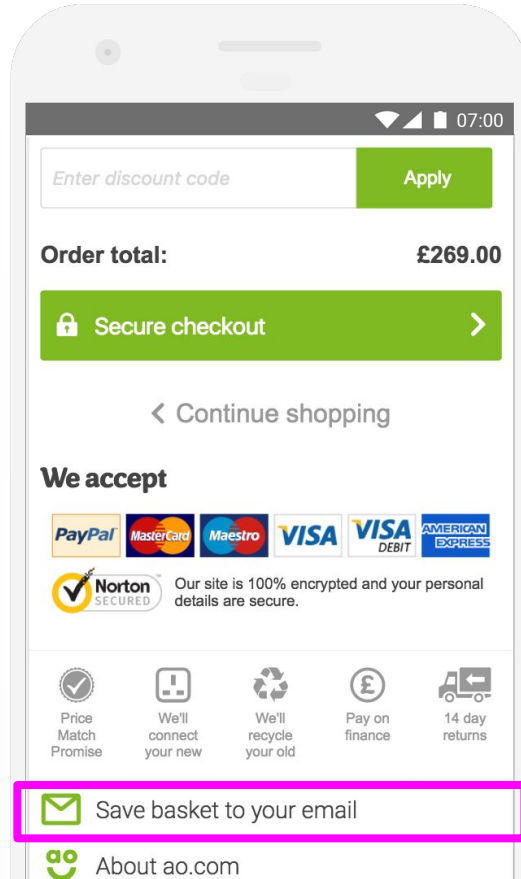 07:00
Enter discount code
Apply
Order total:
£269.00
Secure checkout
Continue shopping
We accept
PayPal MasterCard Maestro VISA VISA DEBIT AMERICAN EXPRESS
Norton SECURED
Our site is 100% encrypted and your personal
details are secure.
Price
Match
Promise
We'll
connect
your new
We'll
recycle
your old
Pay on
finance
14 day
returns
Save basket to your email
ao
About ao.com